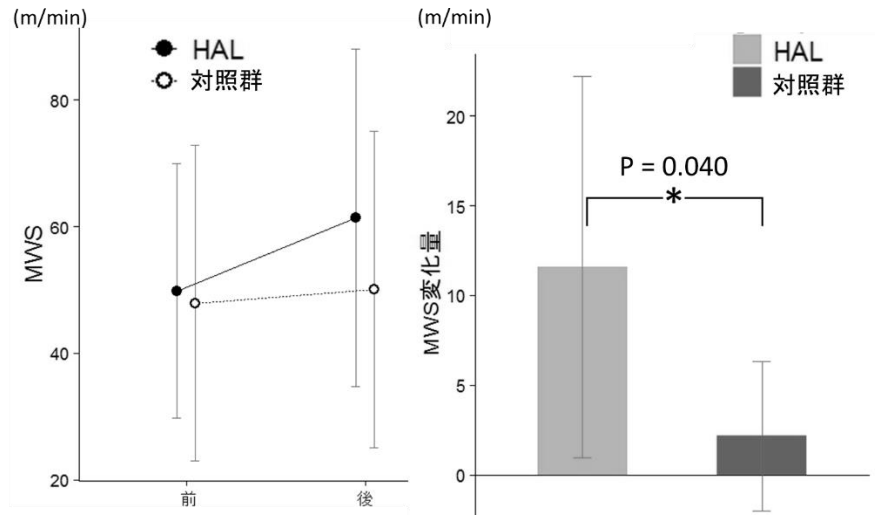 (m/min)
HAL
対照群
80
60
40
20
MWS
前
後
(m/min)
HAL
対照群
20
15
10
5
0
MWS変化量
P = 0.040
*